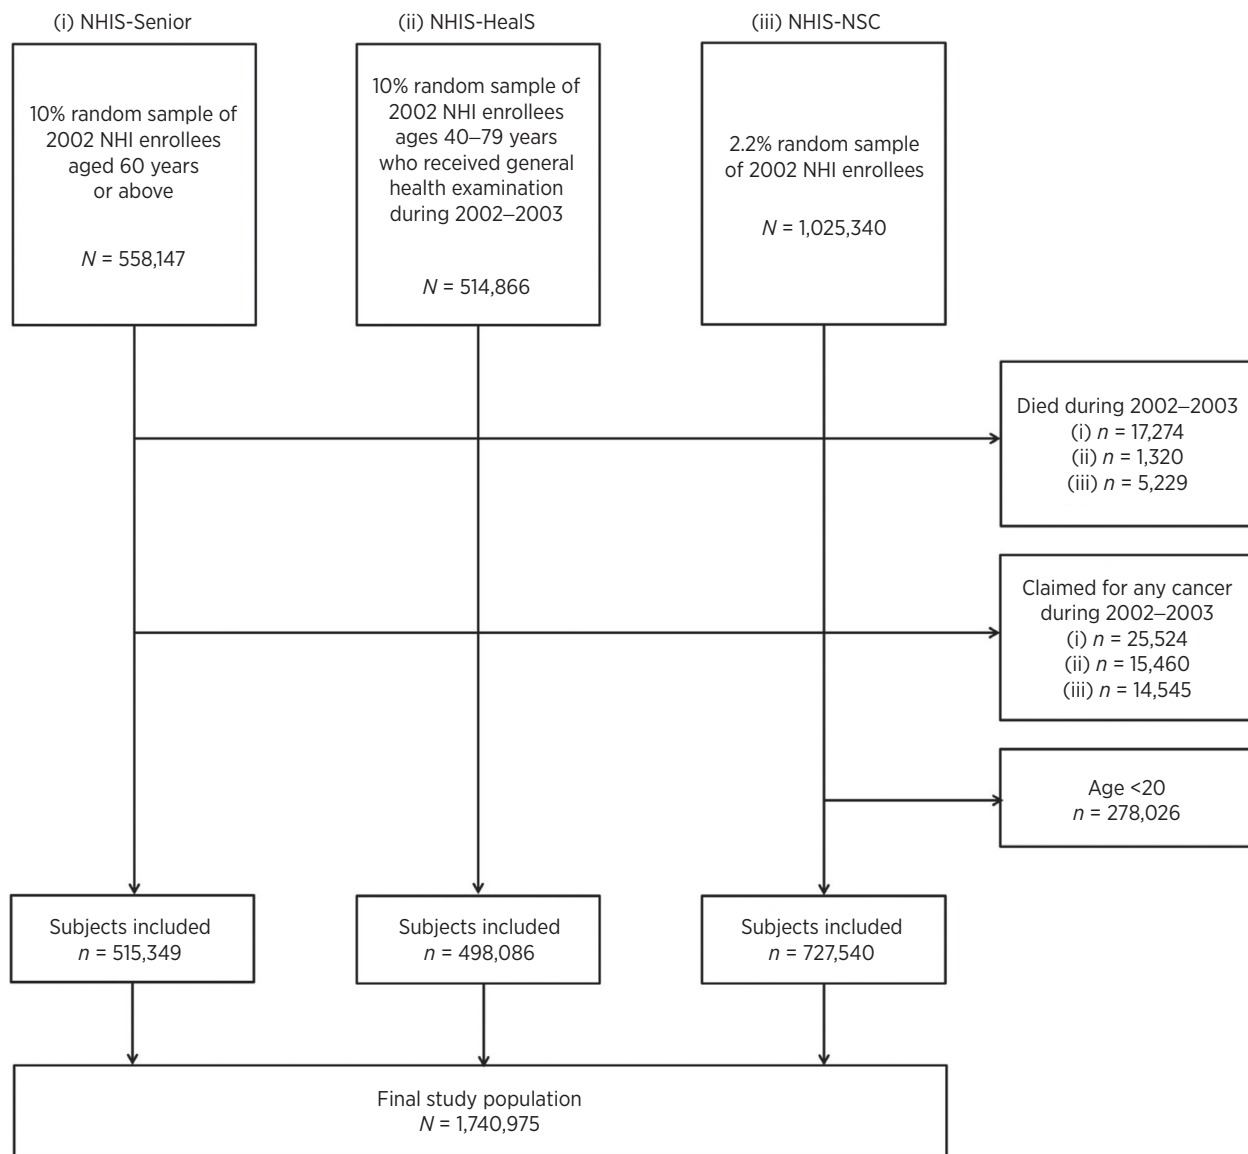 (i) NHIS-Senior
(ii) NHIS-HealS
(iii) NHIS-NSC
10% random sample of
2002 NHI enrollees
aged 60 years
or above
N = 558,147
10% random sample of
2002 NHI enrollees
ages 40–79 years
who received general
health examination
during 2002–2003
N = 514,866
2.2% random sample
of 2002 NHI enrollees
N = 1,025,340
Died during 2002–2003
(i) n = 17,274
(ii) n = 1,320
(iii) n = 5,229
Claimed for any cancer
during 2002–2003
(i) n = 25,524
(ii) n = 15,460
(iii) n = 14,545
Age <20
n = 278,026
Subjects included
n = 515,349
Subjects included
n = 498,086
Subjects included
n = 727,540
Final study population
N = 1,740,975